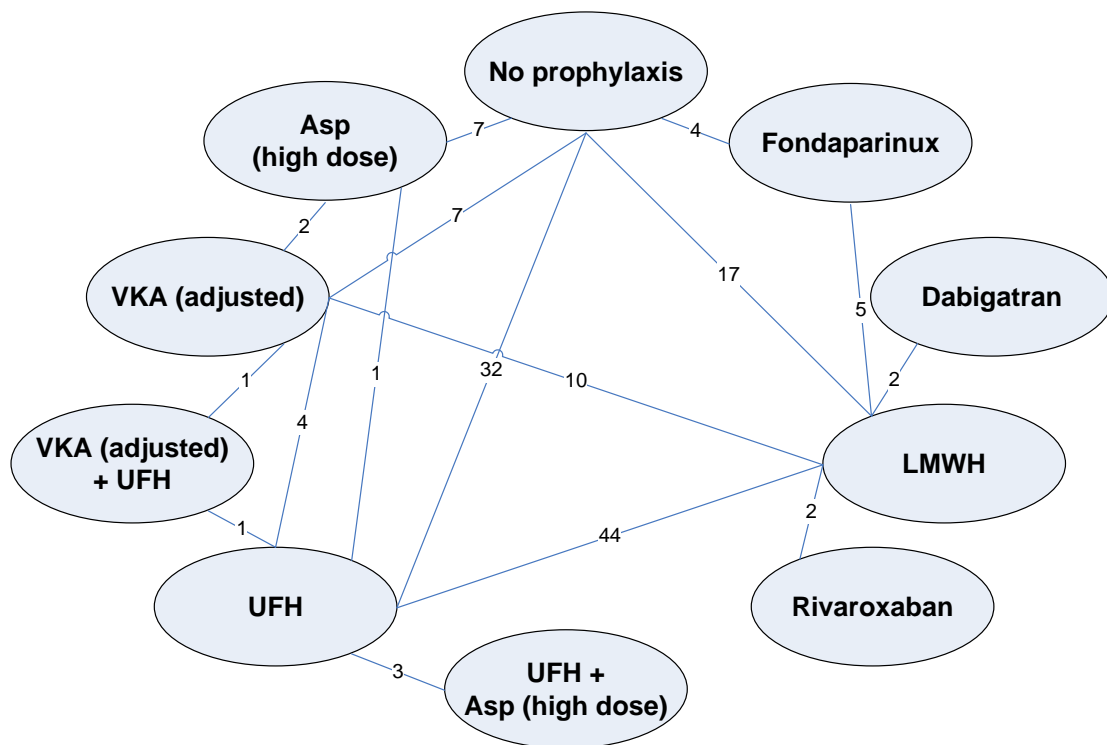 No prophylaxis
Asp
(high dose)
7
4
Fondaparinux
2
7
VKA (adjusted)
17
Dabigatran
5
1
1
32
10
2
4
VKA (adjusted)
+ UFH
LMWH
1
2
44
UFH
Rivaroxaban
3
UFH +
Asp (high dose)